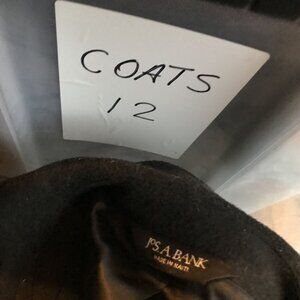 COATS
12
JoS. A. BANK
MADE IN HAITI